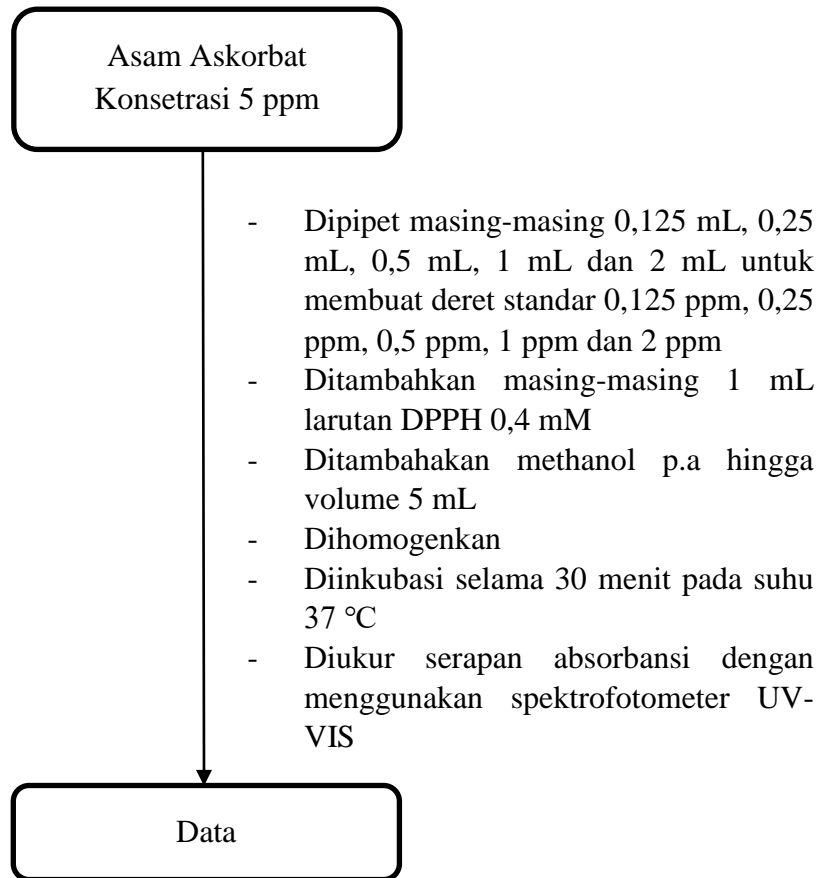 Asam Askorbat
Konsetrasi 5 ppm
- Dipipet masing-masing 0,125 mL, 0,25
mL, 0,5 mL, 1 mL dan 2 mL untuk
membuat deret standar 0,125 ppm, 0,25
ppm, 0,5 ppm, 1 ppm dan 2 ppm
- Ditambahkan masing-masing 1 mL
larutan DPPH 0,4 mM
- Ditambahakan methanol p.a hingga
volume 5 mL
- Dihomogenkan
- Diinkubasi selama 30 menit pada suhu
37 ℃
- Diukur serapan absorbansi dengan
menggunakan spektrofotometer UV-
VIS
Data